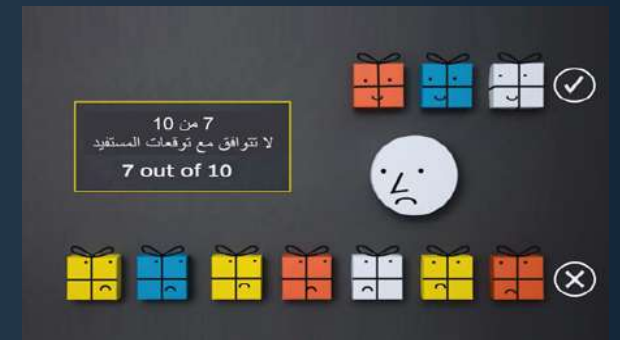 7 من 10
لا تتوافق مع توقعات المستفيد
7 out of 10